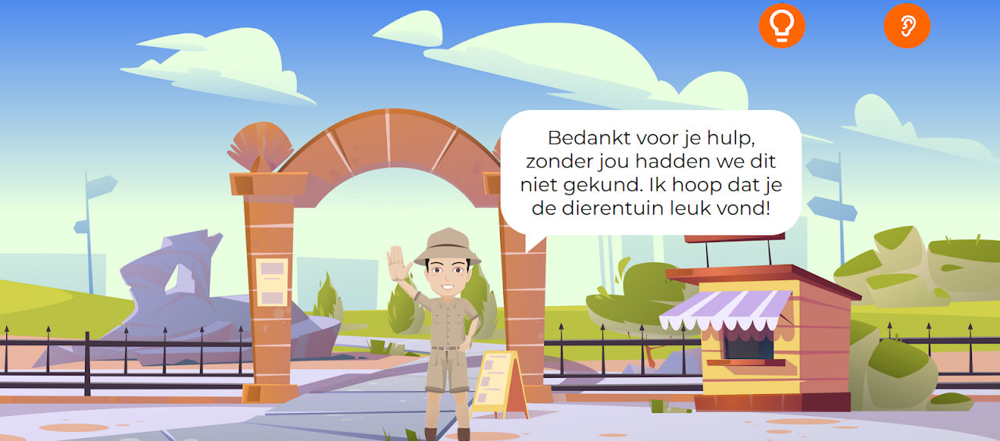 Bedankt voor je hulp,
zonder jou hadden we dit
niet gekund. Ik hoop dat je
de dierentuin leuk vond!